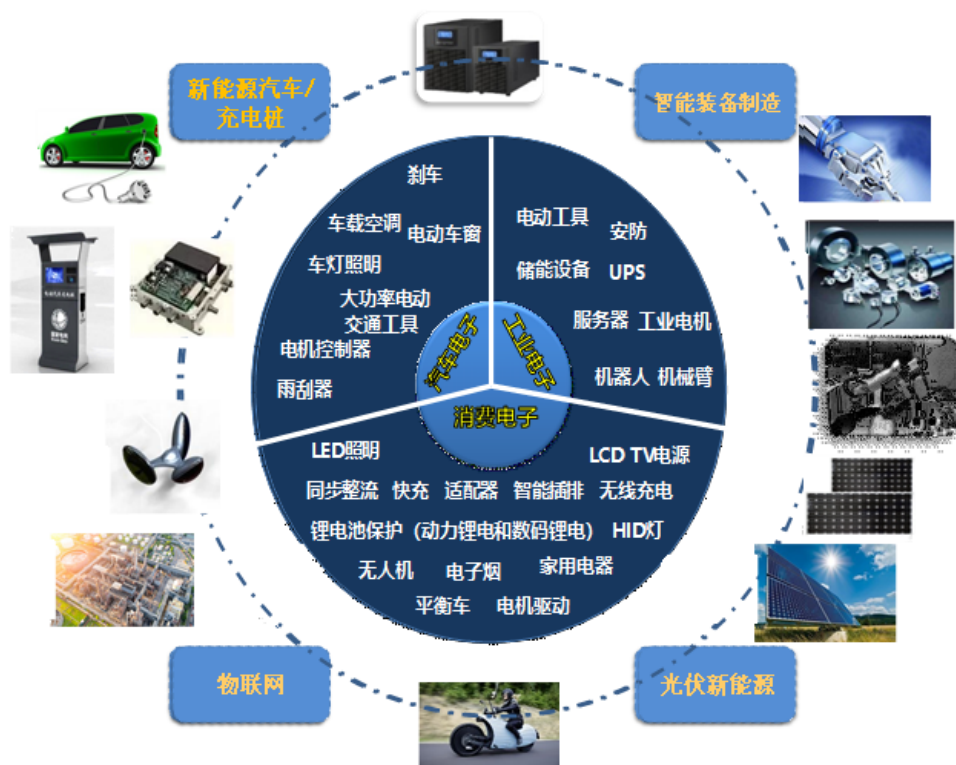 新能源汽车/
充电桩
智能装备制造
刹车
车载空调
电动车窗
车灯照明
大功率电动
交通工具
电机控制器
雨刮器
汽车电子
电动工具
安防
储能设备
UPS
服务器
工业电机
机器人
机械臂
工业电子
消费电子
LED照明
LCD TV电源
同步整流
快充
适配器
智能插排
无线充电
锂电池保护（动力锂电和数码锂电）
HID灯
无人机
电子烟
家用电器
平衡车
电机驱动
物联网
光伏新能源